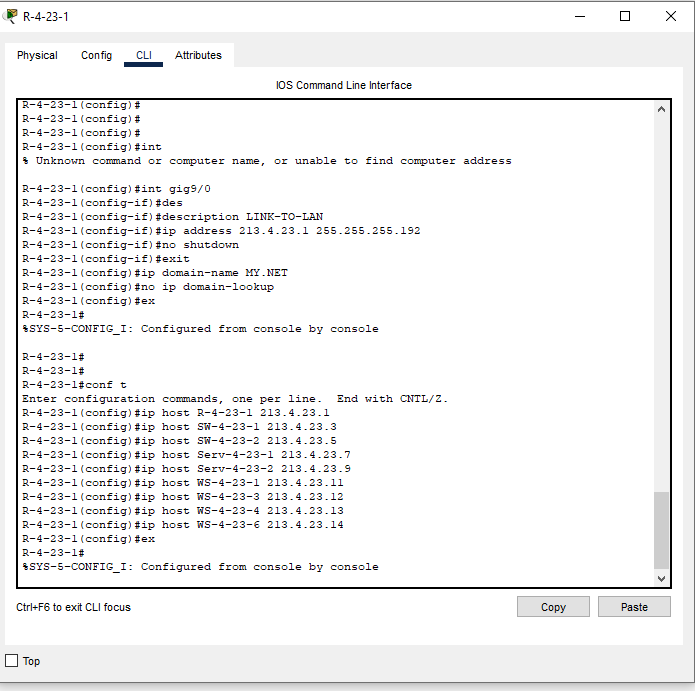 R-4-23-1
Physical Config CLI Attributes
IOS Command Line Interface
R-4-23-1(config)#
R-4-23-1(config)#
R-4-23-1(config)#
R-4-23-1(config)#int
% Unknown command or computer name, or unable to find computer address
R-4-23-1(config)#int gig9/0
R-4-23-1(config-if)#des
R-4-23-1(config-if)#description LINK-TO-LAN
R-4-23-1(config-if)#ip address 213.4.23.1 255.255.255.192
R-4-23-1(config-if)#no shutdown
R-4-23-1(config-if)#exit
R-4-23-1(config)#ip domain-name MY.NET
R-4-23-1(config)#no ip domain-lookup
R-4-23-1(config)#ex
R-4-23-1#
%SYS-5-CONFIG_I: Configured from console by console
R-4-23-1#
R-4-23-1#
R-4-23-1#conf t
Enter configuration commands, one per line.  End with CNTL/Z.
R-4-23-1(config)#ip host R-4-23-1 213.4.23.1
R-4-23-1(config)#ip host SW-4-23-1 213.4.23.3
R-4-23-1(config)#ip host SW-4-23-2 213.4.23.5
R-4-23-1(config)#ip host Serv-4-23-1 213.4.23.7
R-4-23-1(config)#ip host Serv-4-23-2 213.4.23.9
R-4-23-1(config)#ip host WS-4-23-1 213.4.23.11
R-4-23-1(config)#ip host WS-4-23-3 213.4.23.12
R-4-23-1(config)#ip host WS-4-23-4 213.4.23.13
R-4-23-1(config)#ip host WS-4-23-6 213.4.23.14
R-4-23-1(config)#ex
R-4-23-1#
%SYS-5-CONFIG_I: Configured from console by console
Ctrl+F6 to exit CLI focus
Copy Paste
Top